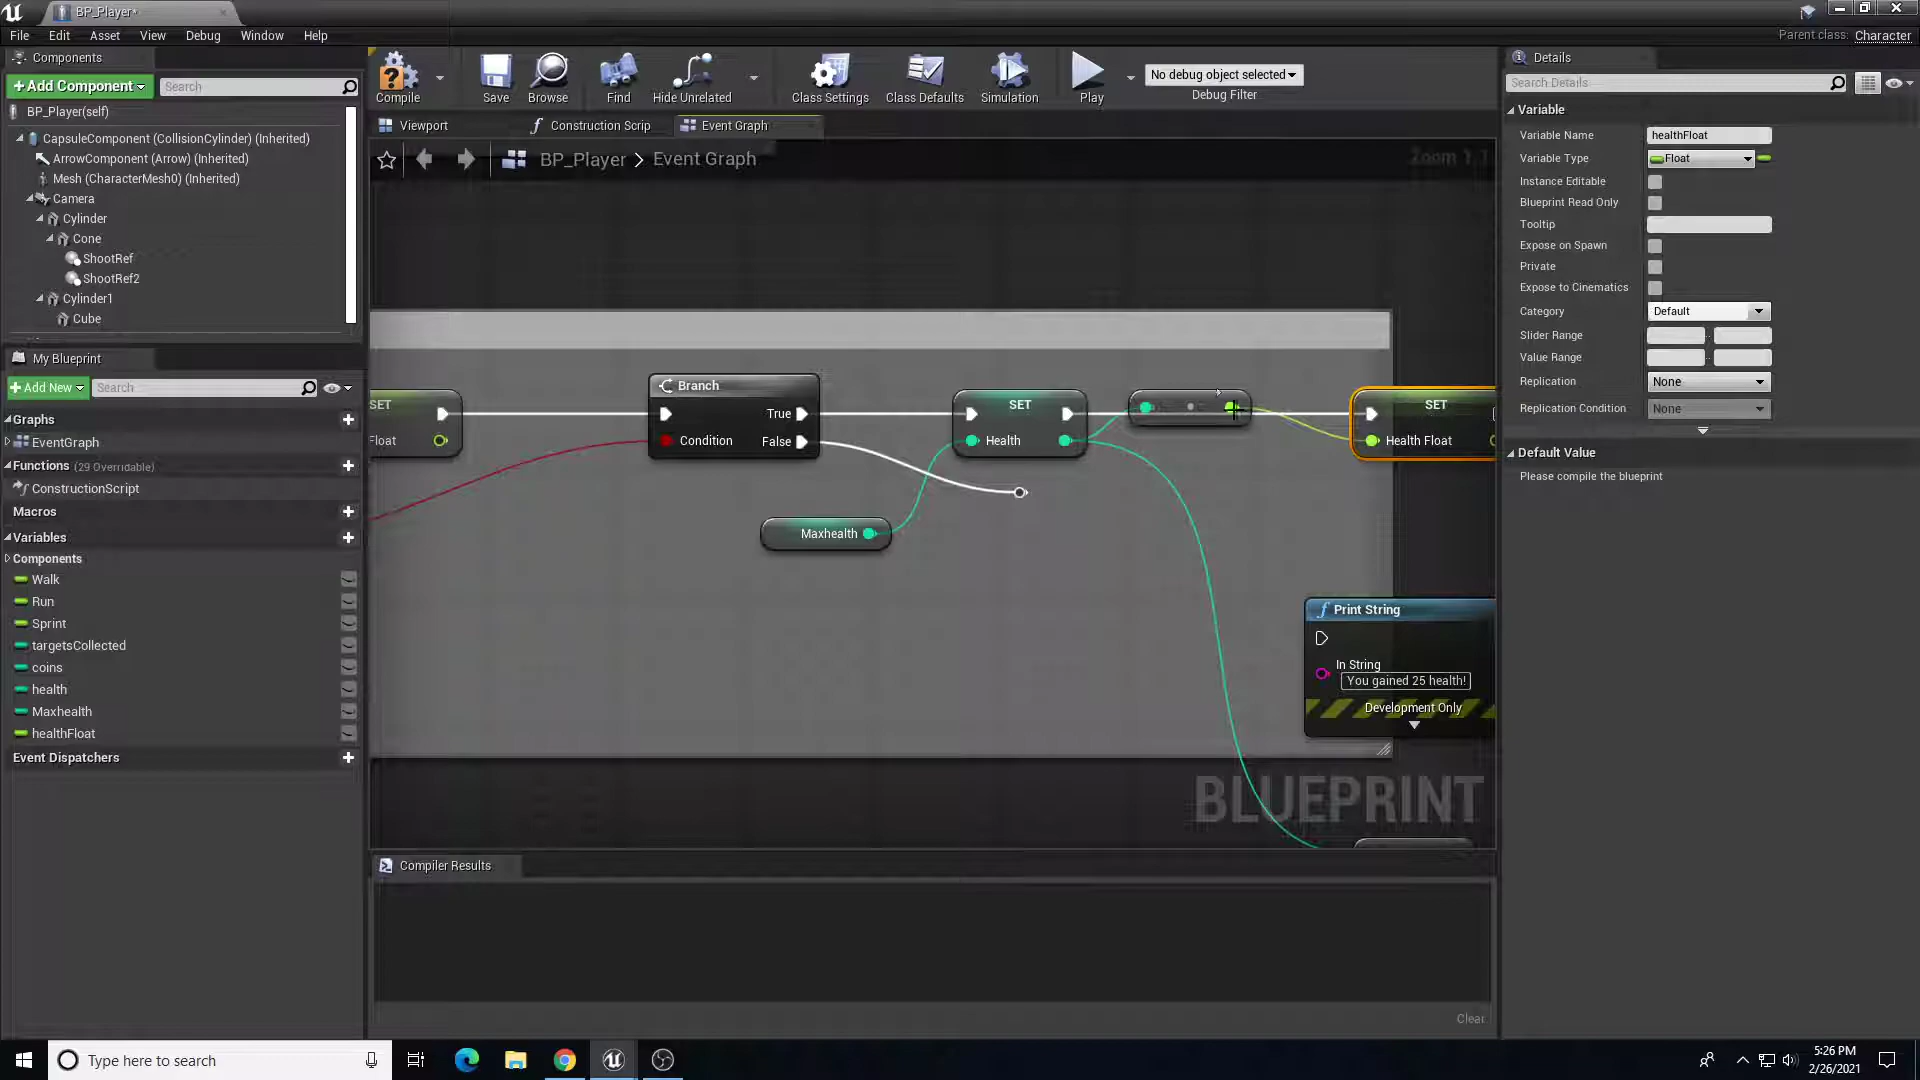 BP_Player*
File Edit Asset View Debug Window Help
Parent class: Character
Components
+Add Component
Search
BP_Player(self)
CapsuleComponent (CollisionCylinder) (Inherited)
ArrowComponent (Arrow) (Inherited)
Mesh (CharacterMesh0) (Inherited)
Camera
Cylinder
Cone
ShootRef
ShootRef2
Cylinder1
Cube
My Blueprint
+Add New
Search
Graphs
EventGraph
Functions (29 Overridable)
ConstructionScript
Macros
Variables
Components
Walk
Run
Sprint
targetsCollected
coins
health
Maxhealth
healthFloat
Event Dispatchers
Compile
Save
Browse
Find
Hide Unrelated
Class Settings
Class Defaults
Simulation
Play
No debug object selected
Debug Filter
Viewport
Construction Scrip
Event Graph
BP_Player > Event Graph
Zoom 1:1
SET
Float
Branch
True
Condition
False
SET
Health
Maxhealth
SET
Health Float
Print String
In String
You gained 25 health!
Development Only
BLUEPRINT
Compiler Results
Clear
Details
Search Details
Variable
Variable Name healthFloat
Variable Type Float
Instance Editable
Blueprint Read Only
Tooltip
Expose on Spawn
Private
Expose to Cinematics
Category Default
Slider Range
Value Range
Replication None
Replication Condition None
Default Value
Please compile the blueprint
Type here to search
5:26 PM
2/26/2021